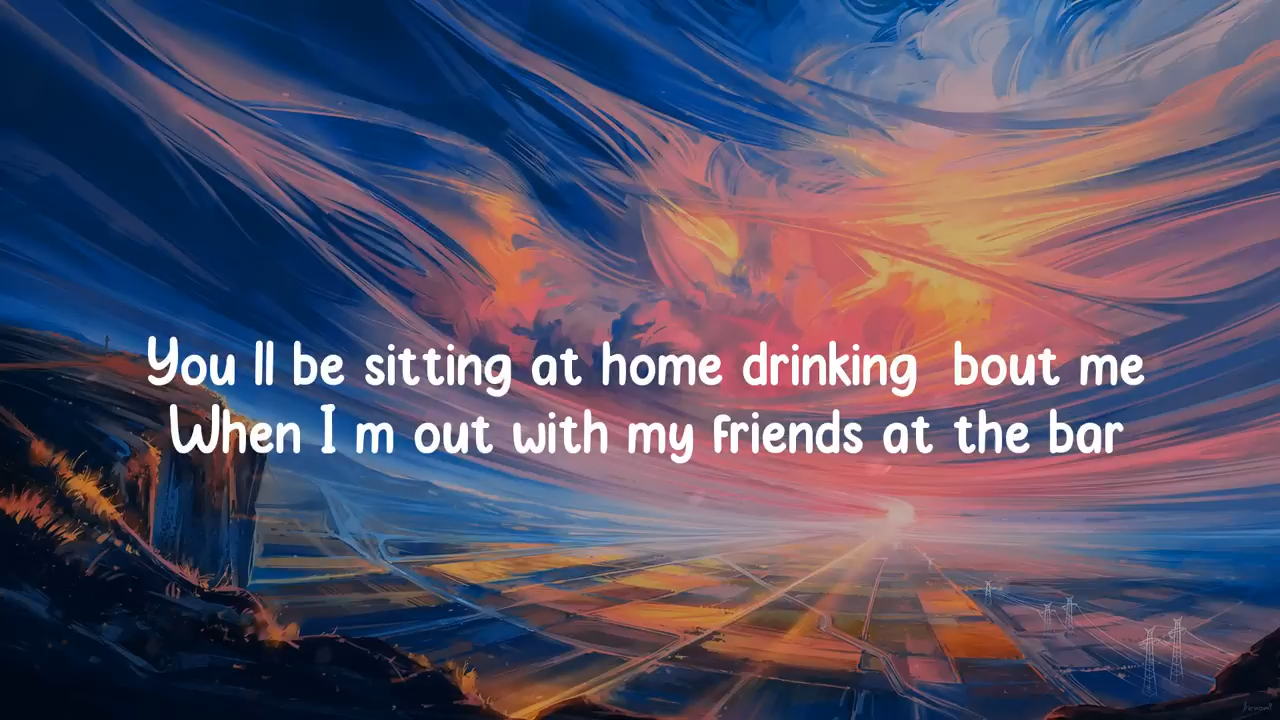 You ll be sitting at home drinking  bout me
When I m out with my friends at the bar